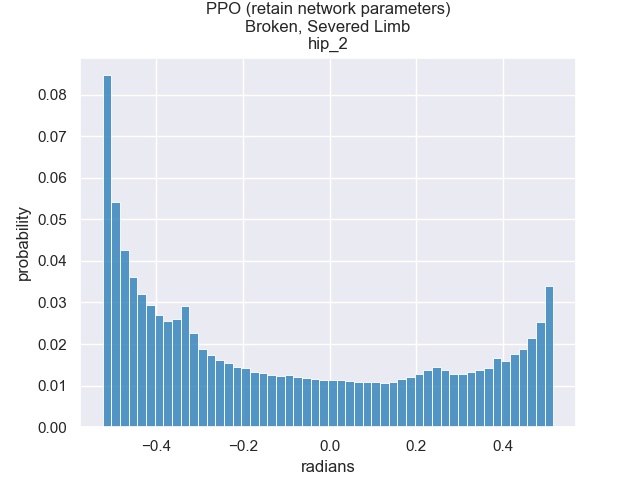 PPO (retain network parameters)
Broken, Severed Limb
hip_2
probability
0.08
0.07
0.06
0.05
0.04
0.03
0.02
0.01
0.00
−0.4 −0.2 0.0 0.2 0.4
radians